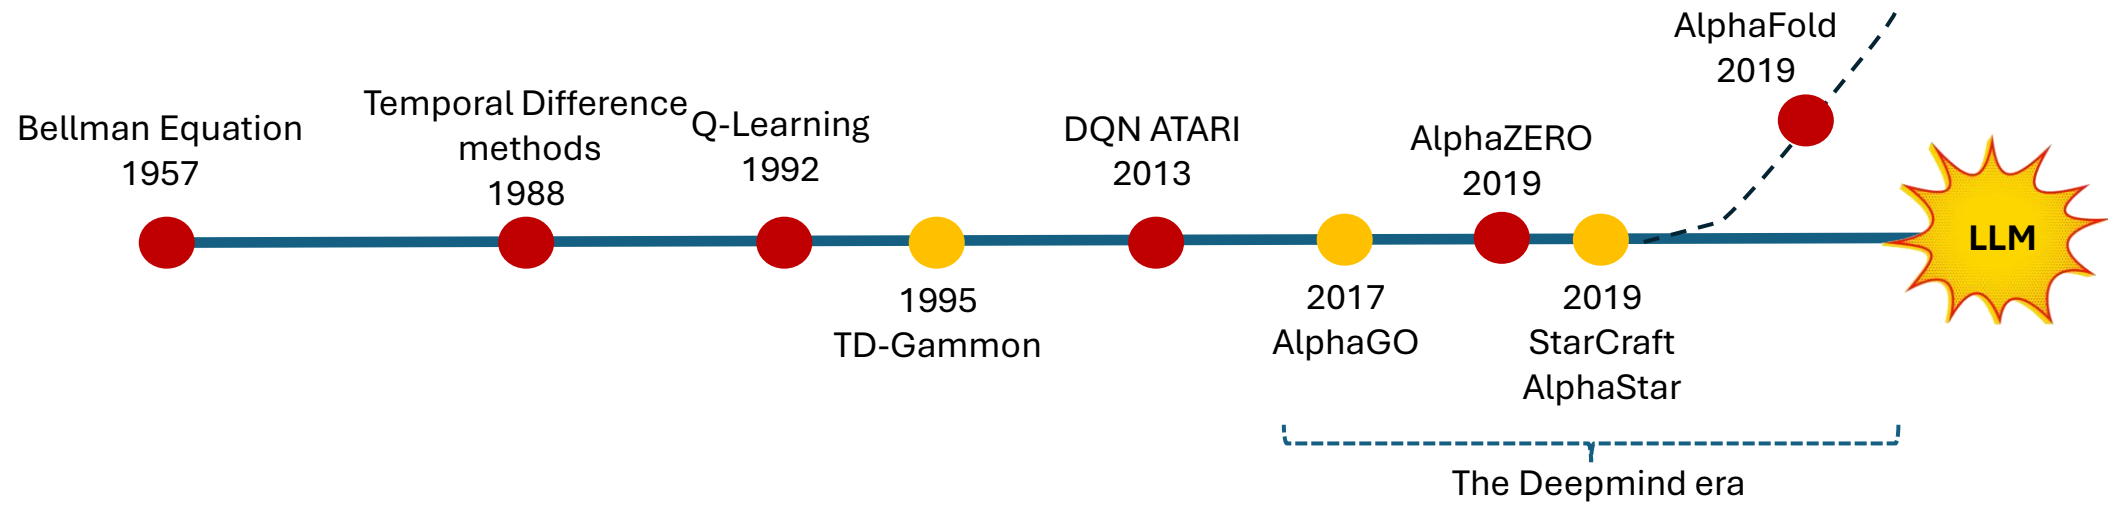 Bellman Equation
1957
Temporal Difference
methods
1988
Q-Learning
1992
1995
TD-Gammon
DQN ATARI
2013
2017
AlphaGO
AlphaZERO
2019
2019
StarCraft
AlphaStar
AlphaFold
2019
LLM
The Deepmind era